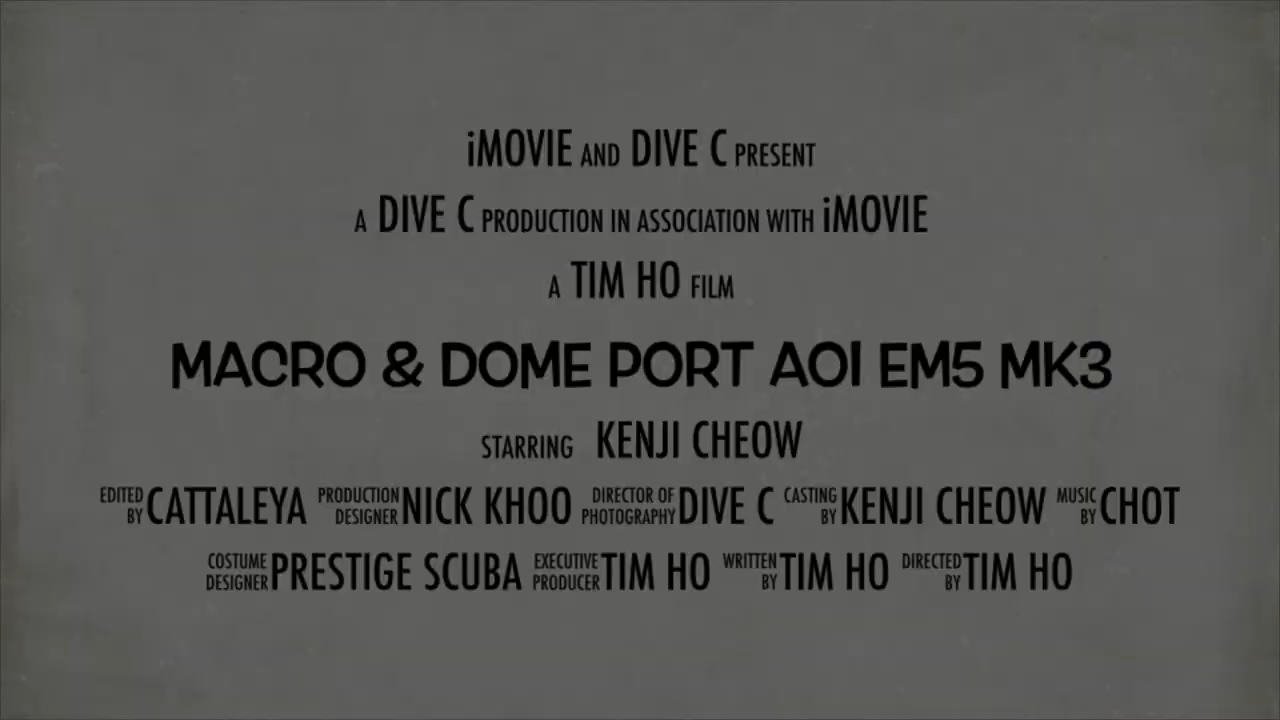 iMOVIE AND DIVE C PRESENT
A DIVE C PRODUCTION IN ASSOCIATION WITH iMOVIE
A TIM HO FILM
MACRO & DOME PORT AOI EM5 MK3
STARRING KENJI CHEOW
EDITED BY CATTALEYA PRODUCTION DESIGNER NICK KHOO DIRECTOR OF PHOTOGRAPHY DIVE C CASTING BY KENJI CHEOW MUSIC BY CHOT
COSTUME DESIGNER PRESTIGE SCUBA EXECUTIVE PRODUCER TIM HO WRITTEN BY TIM HO DIRECTED BY TIM HO